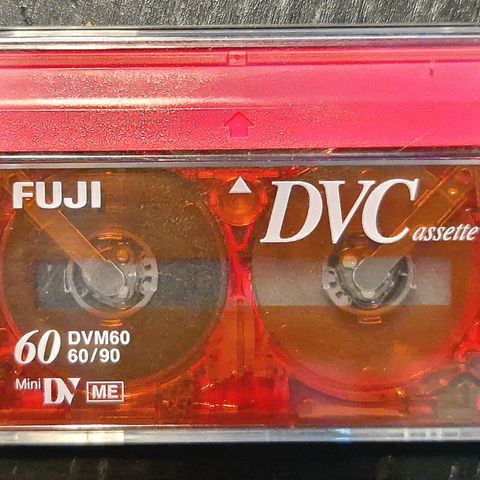 FUJI
DVCassette
60 DVM60
60/90
Mini DV ME